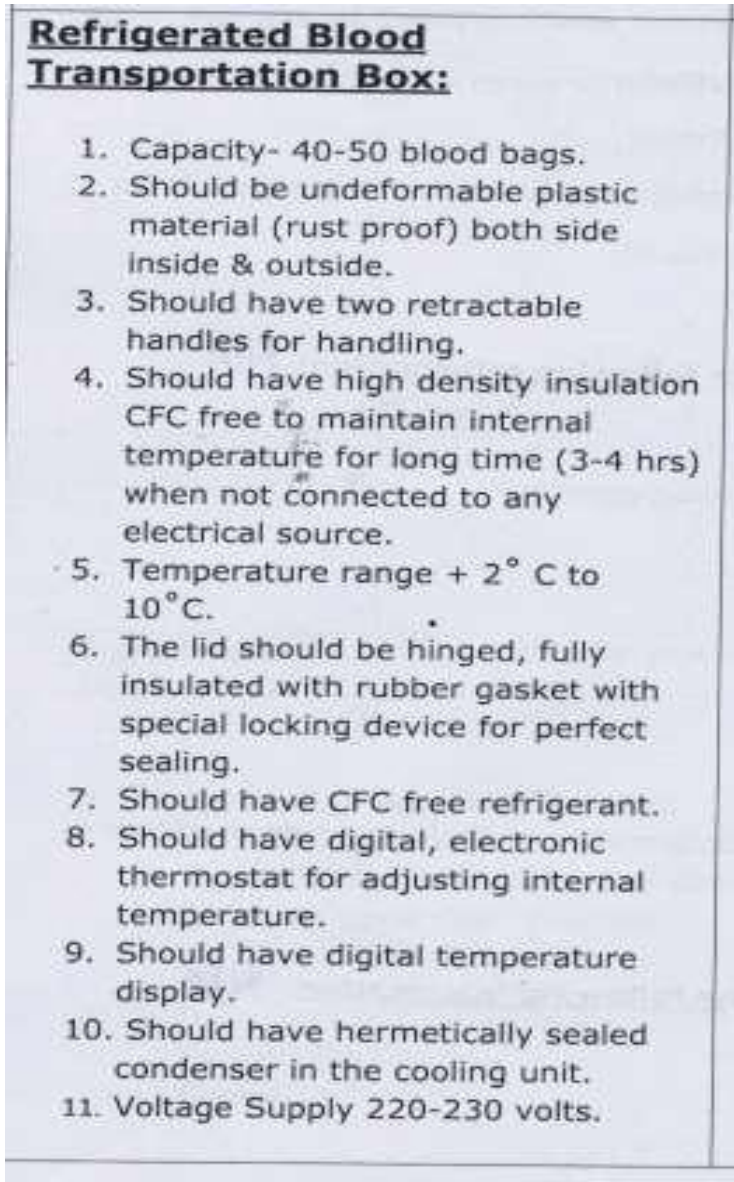 Refrigerated Blood
Transportation Box:
1. Capacity- 40-50 blood bags.
2. Should be undeformable plastic
material (rust proof) both side
inside & outside.
3. Should have two retractable
handles for handling.
4. Should have high density insulation
CFC free to maintain internal
temperature for long time (3-4 hrs)
when not connected to any
electrical source.
5. Temperature range + 2° C to
10°C.
6. The lid should be hinged, fully
insulated with rubber gasket with
special locking device for perfect
sealing.
7. Should have CFC free refrigerant.
8. Should have digital, electronic
thermostat for adjusting internal
temperature.
9. Should have digital temperature
display.
10. Should have hermetically sealed
condenser in the cooling unit.
11. Voltage Supply 220-230 volts.